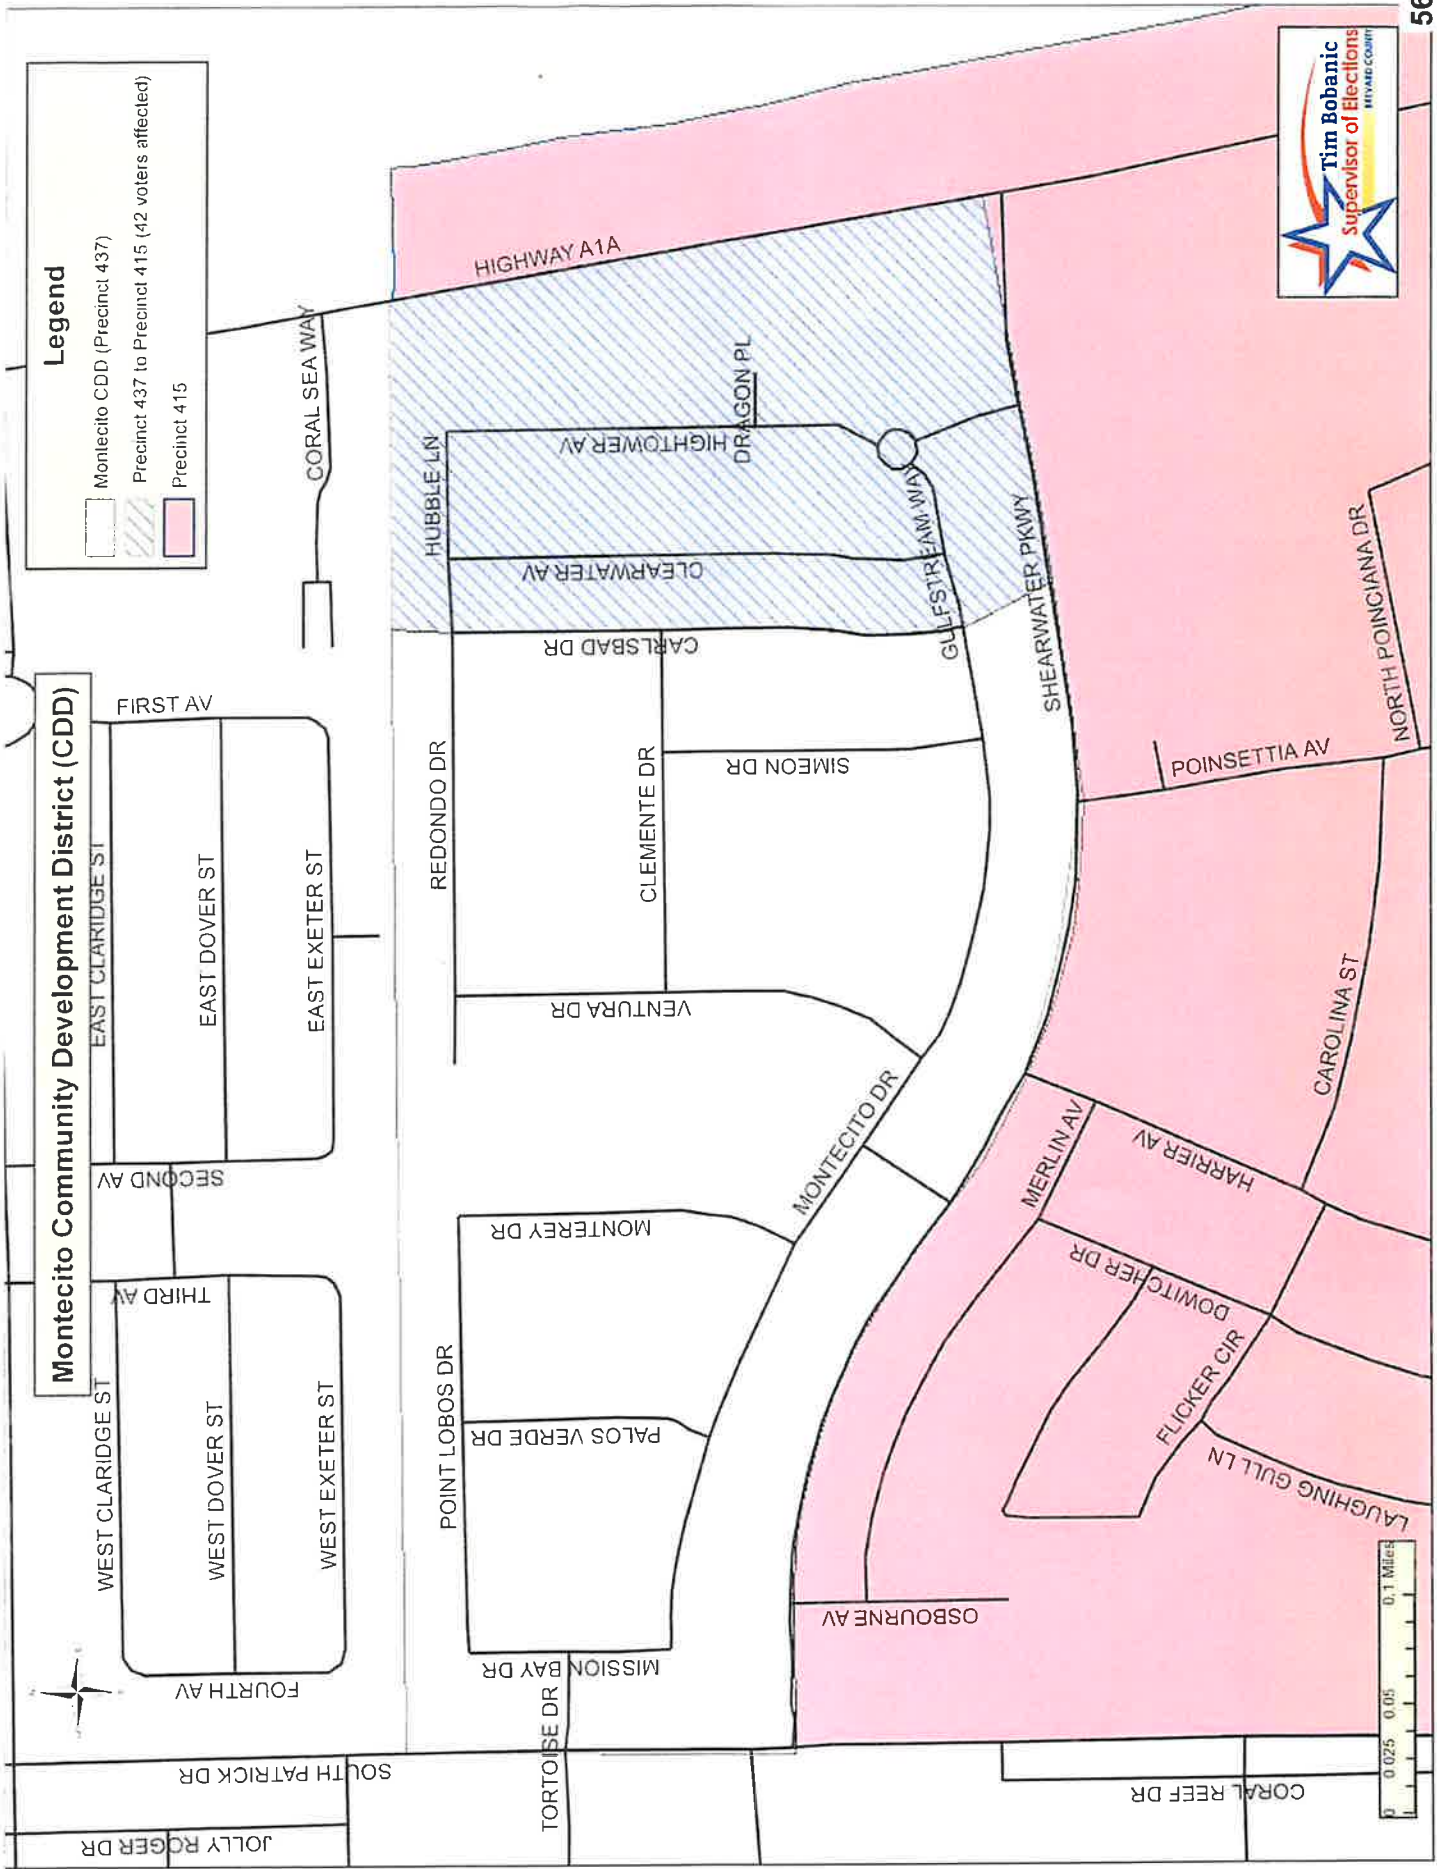 56
Montecito Community Development District (CDD)
Legend
Montecito CDD (Precinct 437)
Precinct 437 to Precinct 415 (42 voters affected)
Precinct 415
JOLLY ROGER DR
SOUTH PATRICK DR
FOURTH AV
WEST CLARIDGE ST
WEST DOVER ST
WEST EXETER ST
THIRD AV
SECOND AV
EAST CLARIDGE ST
EAST DOVER ST
EAST EXETER ST
FIRST AV
CORAL SEA WAY
HIGHWAY A1A
TORTOISE DR
MISSION BAY DR
POINT LOBOS DR
PALOS VERDE DR
MONTEREY DR
MONTECITO DR
VENTURA DR
REDONDO DR
CLEMENTE DR
SIMEON DR
CARLSBAD DR
HUBBLE LN
CLEARWATER AV
HIGHTOWER AV
DRAGON PL
GULFSTREAM WAY
SHEARWATER PKWY
OSBOURNE AV
MERLIN AV
HARRIER AV
DOWITCHER DR
FLICKER CIR
LAUGHING GULL LN
CAROLINA ST
POINSETTIA AV
NORTH POINCIANA DR
CORAL REEF DR
0 0.025 0.05 0.1 Miles
Tim Bobanic
Supervisor of Elections
BREVARD COUNTY